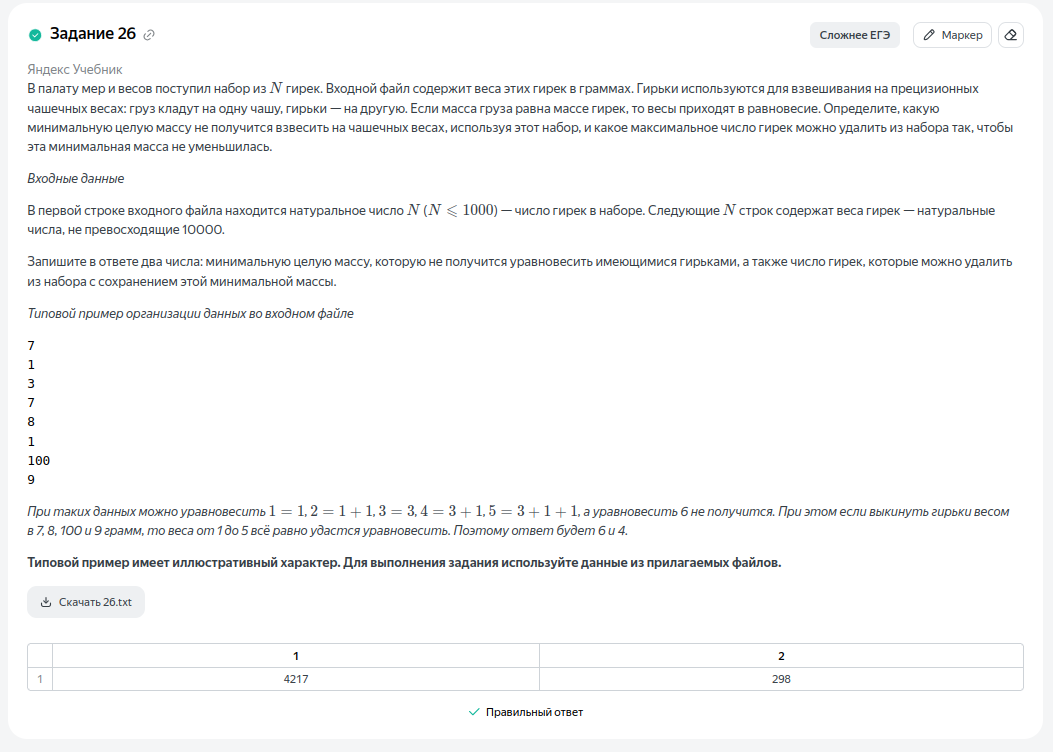 Задание 26
Сложнее ЕГЭ
Маркер
Яндекс Учебник
В палату мер и весов поступил набор из N гирек. Входной файл содержит веса этих гирек в граммах. Гирьки используются для взвешивания на прецизионных
чашечных весах: груз кладут на одну чашу, гирьки — на другую. Если масса груза равна массе гирек, то весы приходят в равновесие. Определите, какую
минимальную целую массу не получится взвесить на чашечных весах, используя этот набор, и какое максимальное число гирек можно удалить из набора так, чтобы
эта минимальная масса не уменьшилась.
Входные данные
В первой строке входного файла находится натуральное число N (N ⩽ 1000) — число гирек в наборе. Следующие N строк содержат веса гирек — натуральные
числа, не превосходящие 10000.
Запишите в ответе два числа: минимальную целую массу, которую не получится уравновесить имеющимися гирьками, а также число гирек, которые можно удалить
из набора с сохранением этой минимальной массы.
Типовой пример организации данных во входном файле
7
1
3
7
8
1
100
9
При таких данных можно уравновесить 1 = 1, 2 = 1 + 1, 3 = 3, 4 = 3 + 1, 5 = 3 + 1 + 1, а уравновесить 6 не получится. При этом если выкинуть гирьки весом
в 7, 8, 100 и 9 грамм, то веса от 1 до 5 всё равно удастся уравновесить. Поэтому ответ будет 6 и 4.
Типовой пример имеет иллюстративный характер. Для выполнения задания используйте данные из прилагаемых файлов.
Скачать 26.txt
1 2
1 4217 298
Правильный ответ